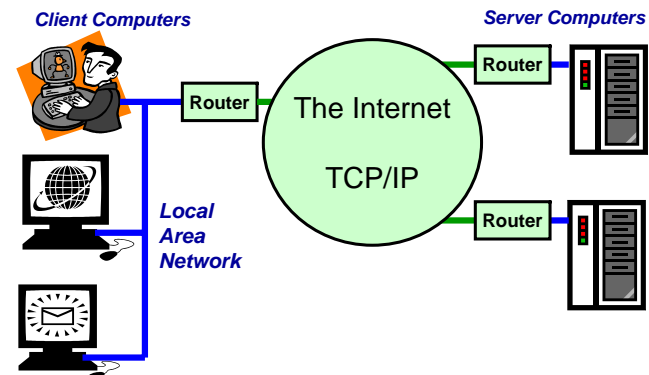 Client Computers
Server Computers
Router
Router
The Internet
TCP/IP
Local
Area
Network
Router